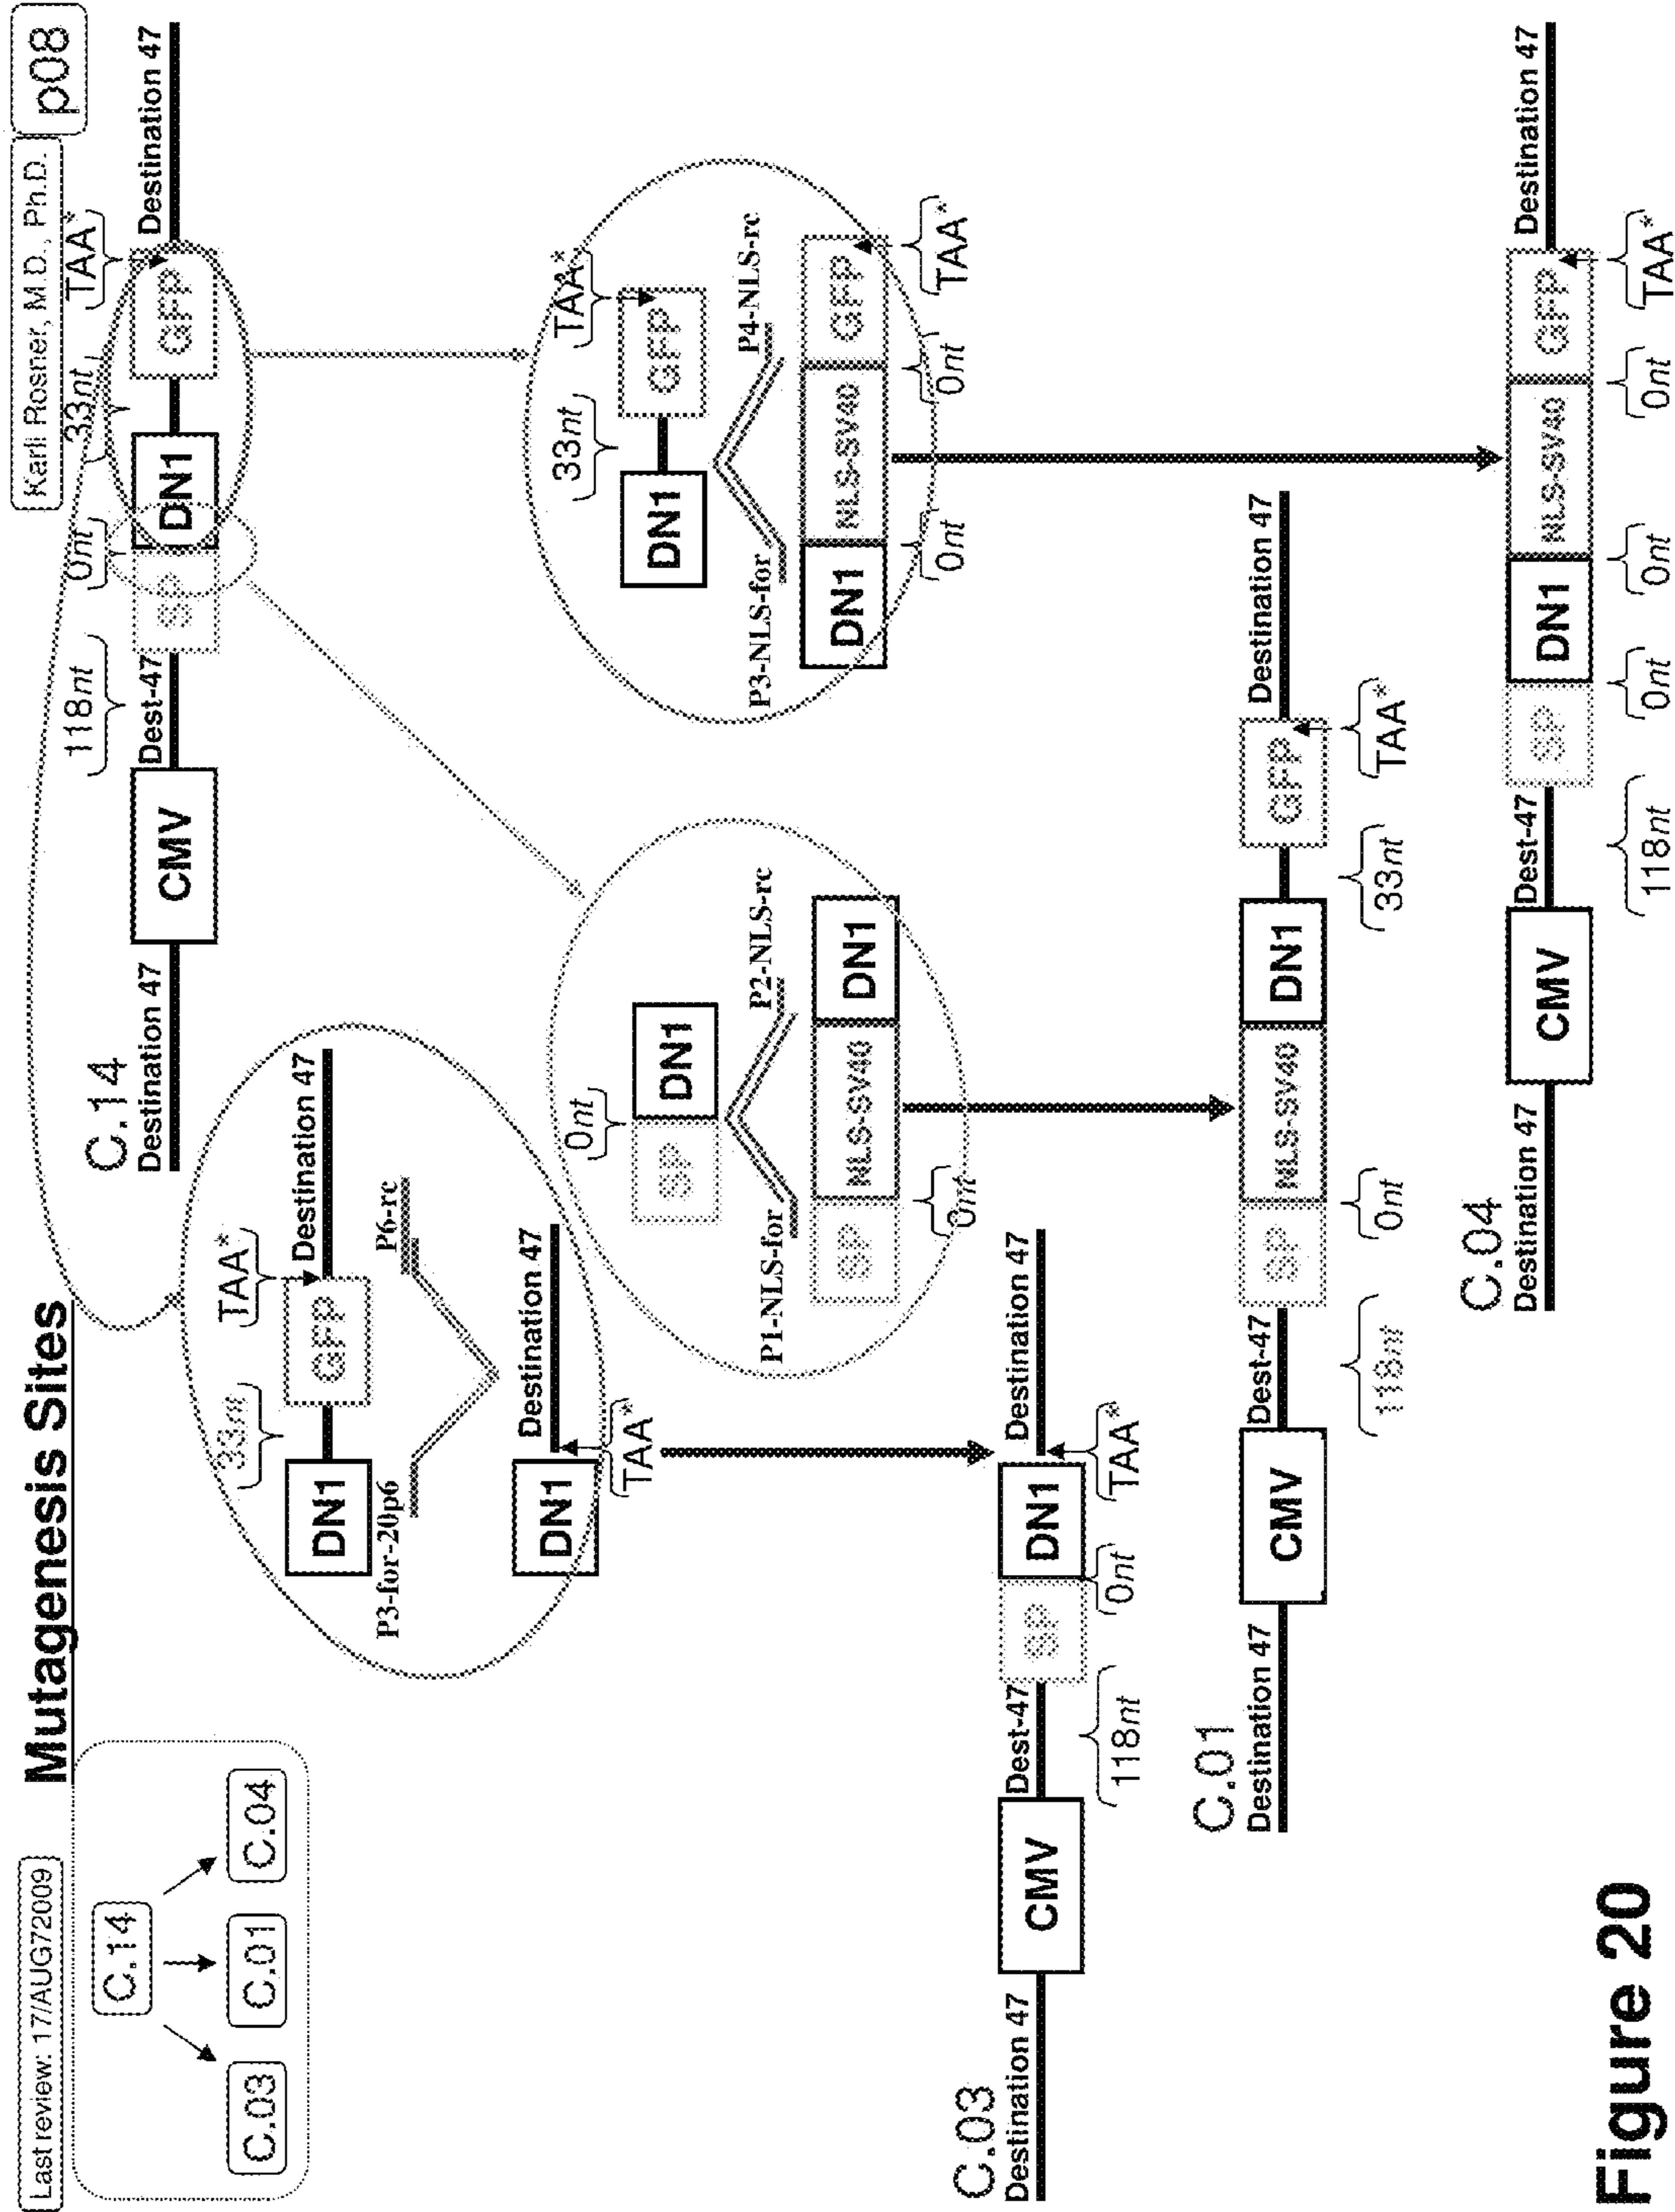 Last review: 17/AUG72009
Mutagenesis Sites
Karli Rosner, M.D., Ph.D.
p08
C.14
C.03
C.01
C.04
C.14
118nt
0nt
33nt
TAA*
Destination 47
CMV
Dest-47
SP
DN1
GFP
Destination 47
33nt
TAA*
DN1
GFP
Destination 47
P3-for-20p6
P6-rc
DN1
Destination 47
TAA*
0nt
SP
DN1
P1-NLS-for
P2-NLS-rc
SP
NLS-SV40
DN1
0nt
33nt
TAA*
DN1
GFP
P3-NLS-for
P4-NLS-rc
DN1
NLS-SV40
GFP
0nt
0nt
TAA*
C.03
Destination 47
CMV
Dest-47
SP
DN1
Destination 47
118nt
0nt
TAA*
C.01
Destination 47
CMV
Dest-47
SP
NLS-SV40
DN1
GFP
Destination 47
118nt
0nt
33nt
TAA*
C.04
Destination 47
CMV
Dest-47
SP
DN1
NLS-SV40
GFP
Destination 47
118nt
0nt
0nt
0nt
TAA*
Figure 20